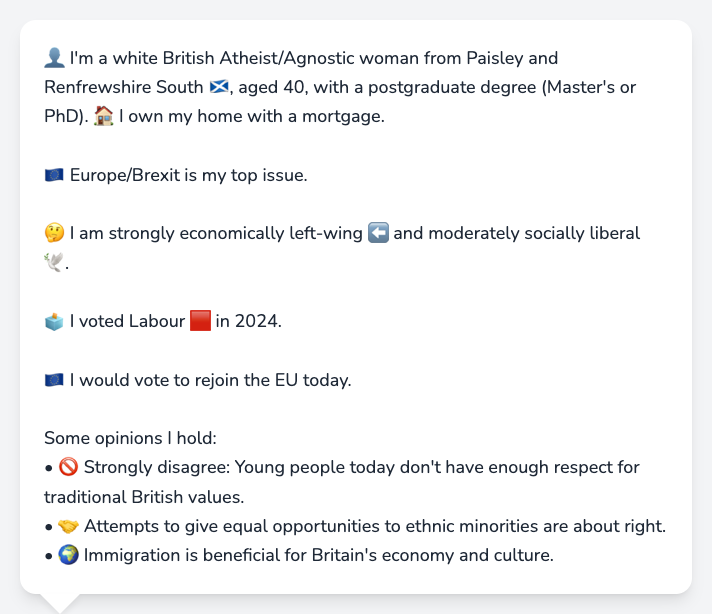 👤 I'm a white British Atheist/Agnostic woman from Paisley and
Renfrewshire South 🏴󠁧󠁢󠁳󠁣󠁴󠁿, aged 40, with a postgraduate degree (Master's or
PhD). 🏠 I own my home with a mortgage.
🇪🇺 Europe/Brexit is my top issue.
🤔 I am strongly economically left-wing ⬅️ and moderately socially liberal
🕊️.
🗳️ I voted Labour 🟥 in 2024.
🇪🇺 I would vote to rejoin the EU today.
Some opinions I hold:
• 🚫 Strongly disagree: Young people today don't have enough respect for
traditional British values.
• 🤝 Attempts to give equal opportunities to ethnic minorities are about right.
• 🌍 Immigration is beneficial for Britain's economy and culture.